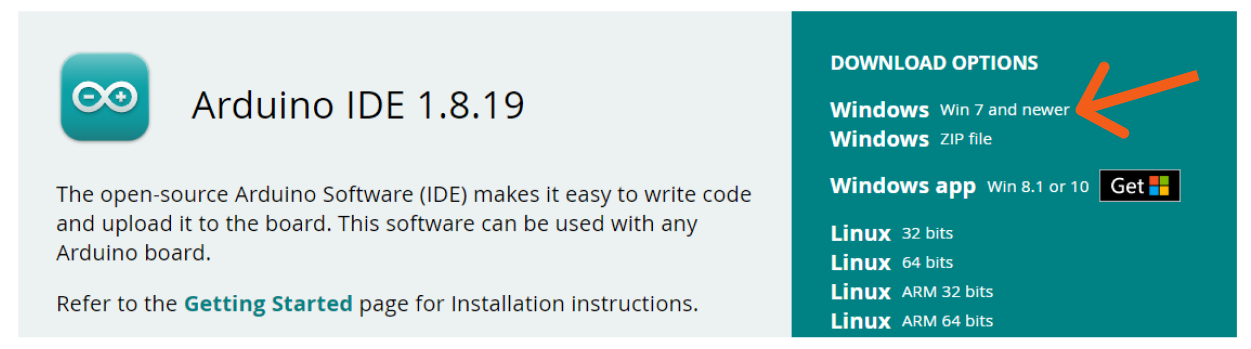 Arduino IDE 1.8.19
The open-source Arduino Software (IDE) makes it easy to write code
and upload it to the board. This software can be used with any
Arduino board.
Refer to the Getting Started page for Installation instructions.
DOWNLOAD OPTIONS
Windows Win 7 and newer
Windows ZIP file
Windows app Win 8.1 or 10 Get
Linux 32 bits
Linux 64 bits
Linux ARM 32 bits
Linux ARM 64 bits